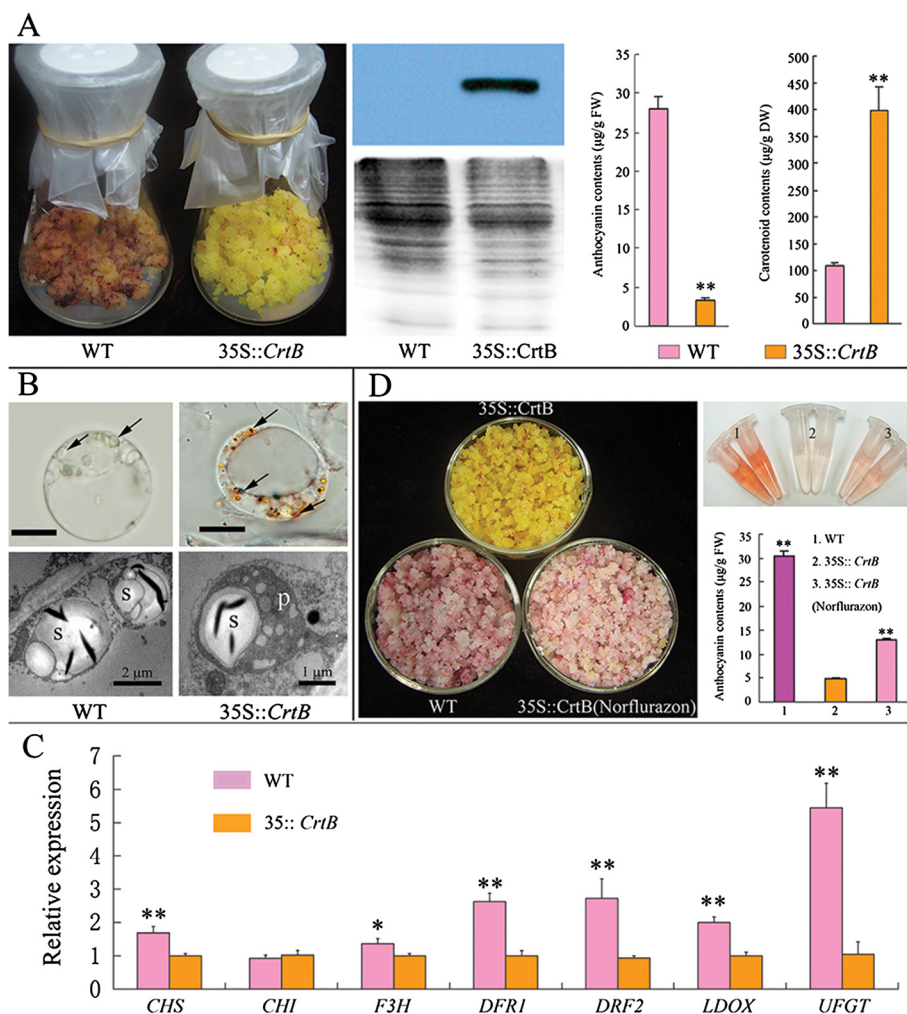 A
WT
35S::CrtB
WT
35S::CrtB
Anthocyanin contents (µg/g FW)
35
30
25
20
15
10
5
0
**
Carotenoid contents (µg/g DW)
500
450
400
350
300
250
200
150
100
50
0
**
WT
35S::CrtB
B
S
S
2 µm
S
p
1 µm
WT
35S::CrtB
D
35S::CrtB
WT
35S::CrtB(Norflurazon)
1
2
3
Anthocyanin contents (µg/g FW)
35
30
25
20
15
10
5
0
**
**
1. WT
2. 35S:: CrtB
3. 35S:: CrtB
(Norflurazon)
1
2
3
C
Relative expression
7
6
5
4
3
2
1
0
WT
35:: CrtB
**
*
**
**
**
**
CHS
CHI
F3H
DFR1
DRF2
LDOX
UFGT